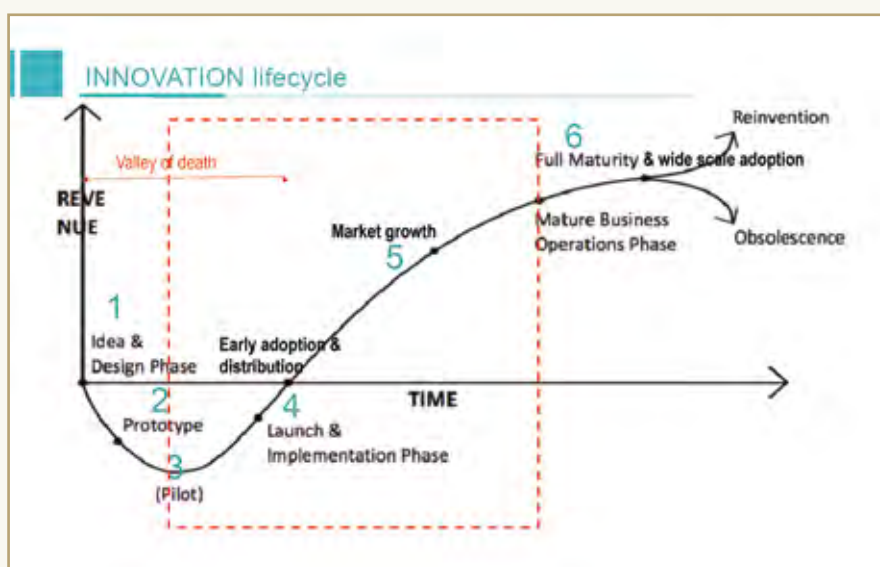 INNOVATION lifecycle
Reinvention
6
Full Maturity & wide scale adoption
Valley of death
REVE
NUE
Mature Business
Operations Phase
Market growth
5
Obsolescence
1
Idea &
Design Phase
Early adoption &
distribution
2
Prototype
4
TIME
Launch &
Implementation Phase
3
(Pilot)